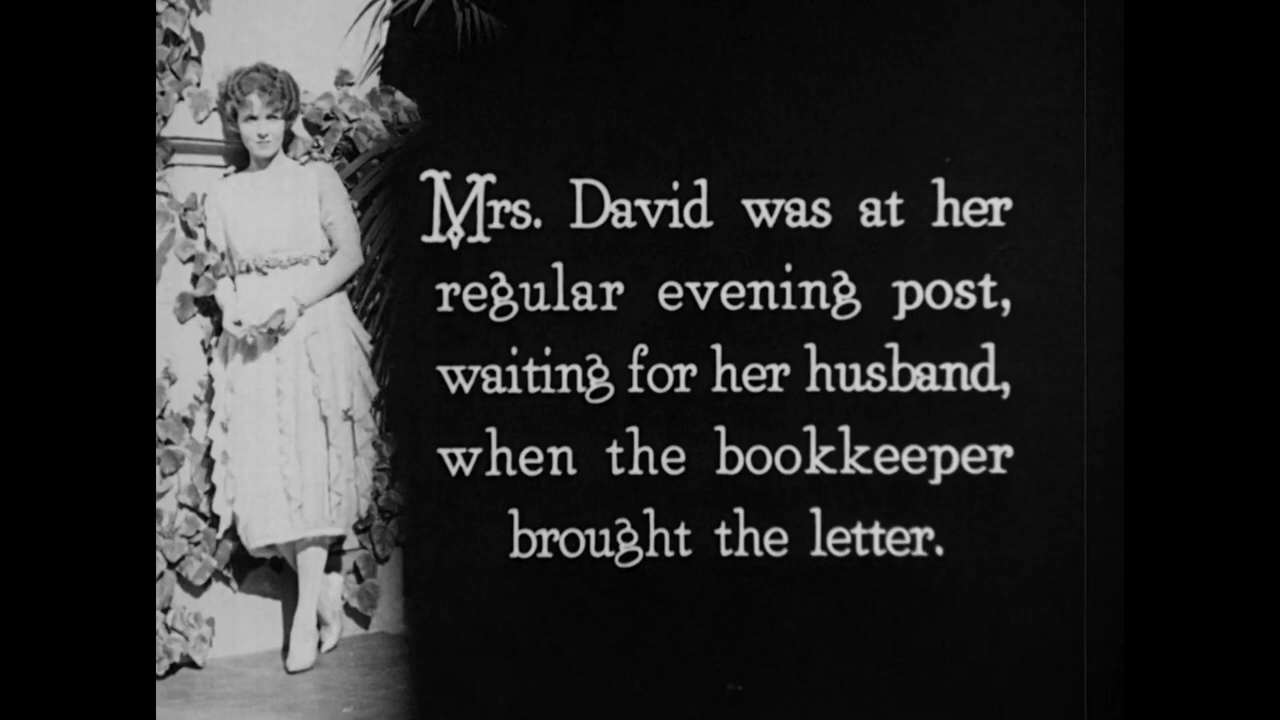 Mrs. David was at her
regular evening post,
waiting for her husband,
when the bookkeeper
brought the letter.